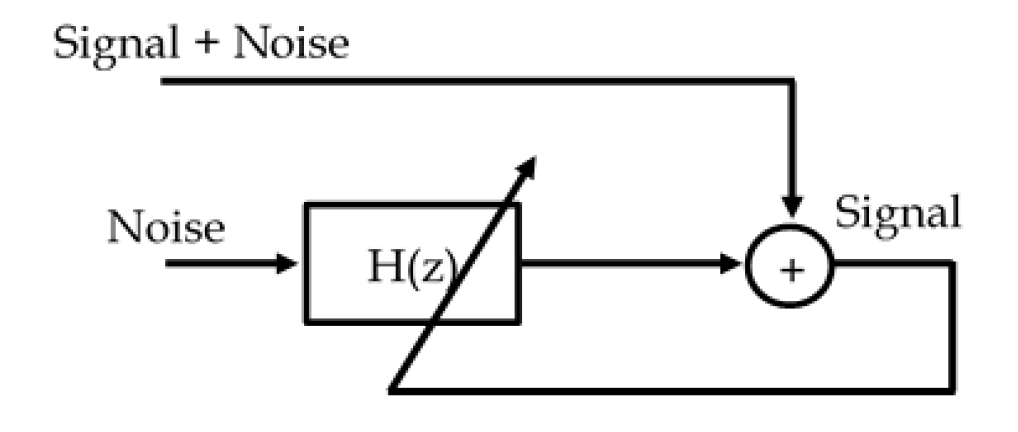 Signal + Noise
Noise
H(z)
+
Signal